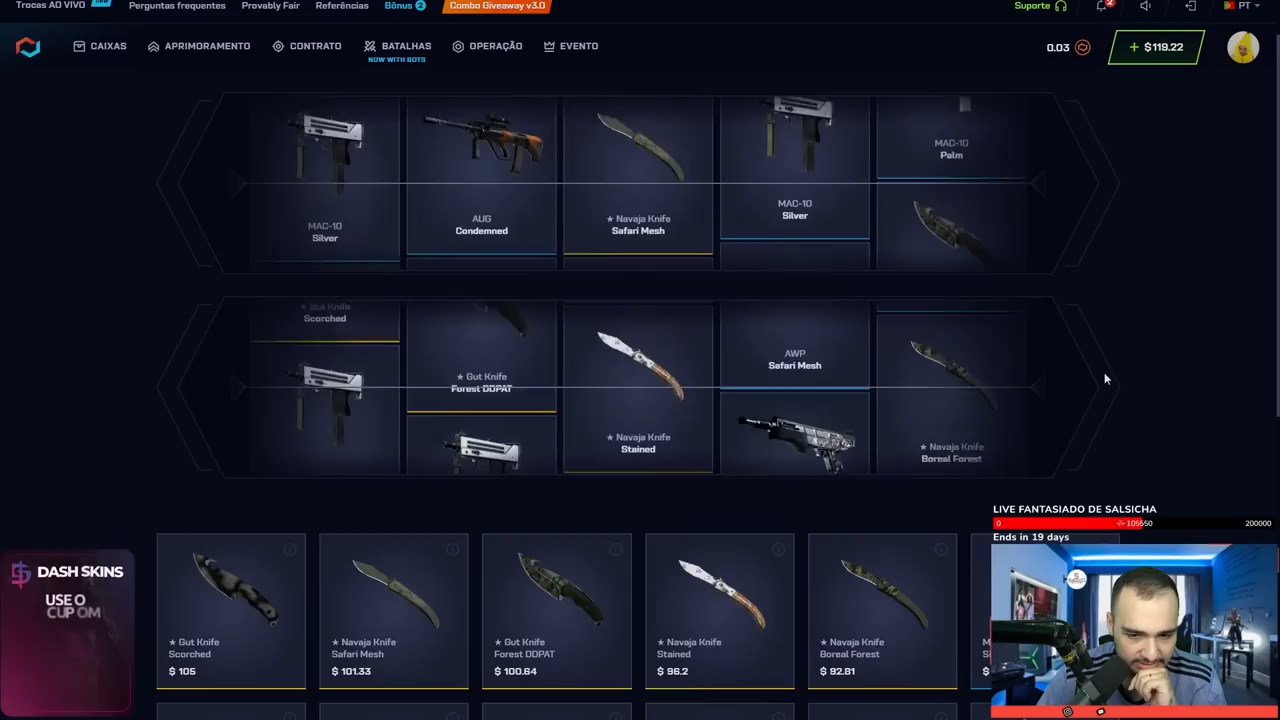 Trocas AO VIVO
Perguntas frequentes
Provably Fair
Referências
Bônus 2
Combo Giveaway v3.0
Suporte
2
PT
CAIXAS
APRIMORAMENTO
CONTRATO
BATALHAS
NOW WITH BOTS
OPERAÇÃO
EVENTO
0.03
+ $119.22
MAC-10
Silver
AUG
Condemned
★ Navaja Knife
Safari Mesh
MAC-10
Silver
MAC-10
Palm
★ Gut Knife
Scorched
★ Gut Knife
Forest DDPAT
★ Navaja Knife
Stained
AWP
Safari Mesh
★ Navaja Knife
Boreal Forest
LIVE FANTASIADO DE SALSICHA
0
105550
200000
Ends in 19 days
DASH SKINS
USE O
CUPOM
★ Gut Knife
Scorched
$ 105
★ Navaja Knife
Safari Mesh
$ 101.33
★ Gut Knife
Forest DDPAT
$ 100.64
★ Navaja Knife
Stained
$ 96.2
★ Navaja Knife
Boreal Forest
$ 92.81